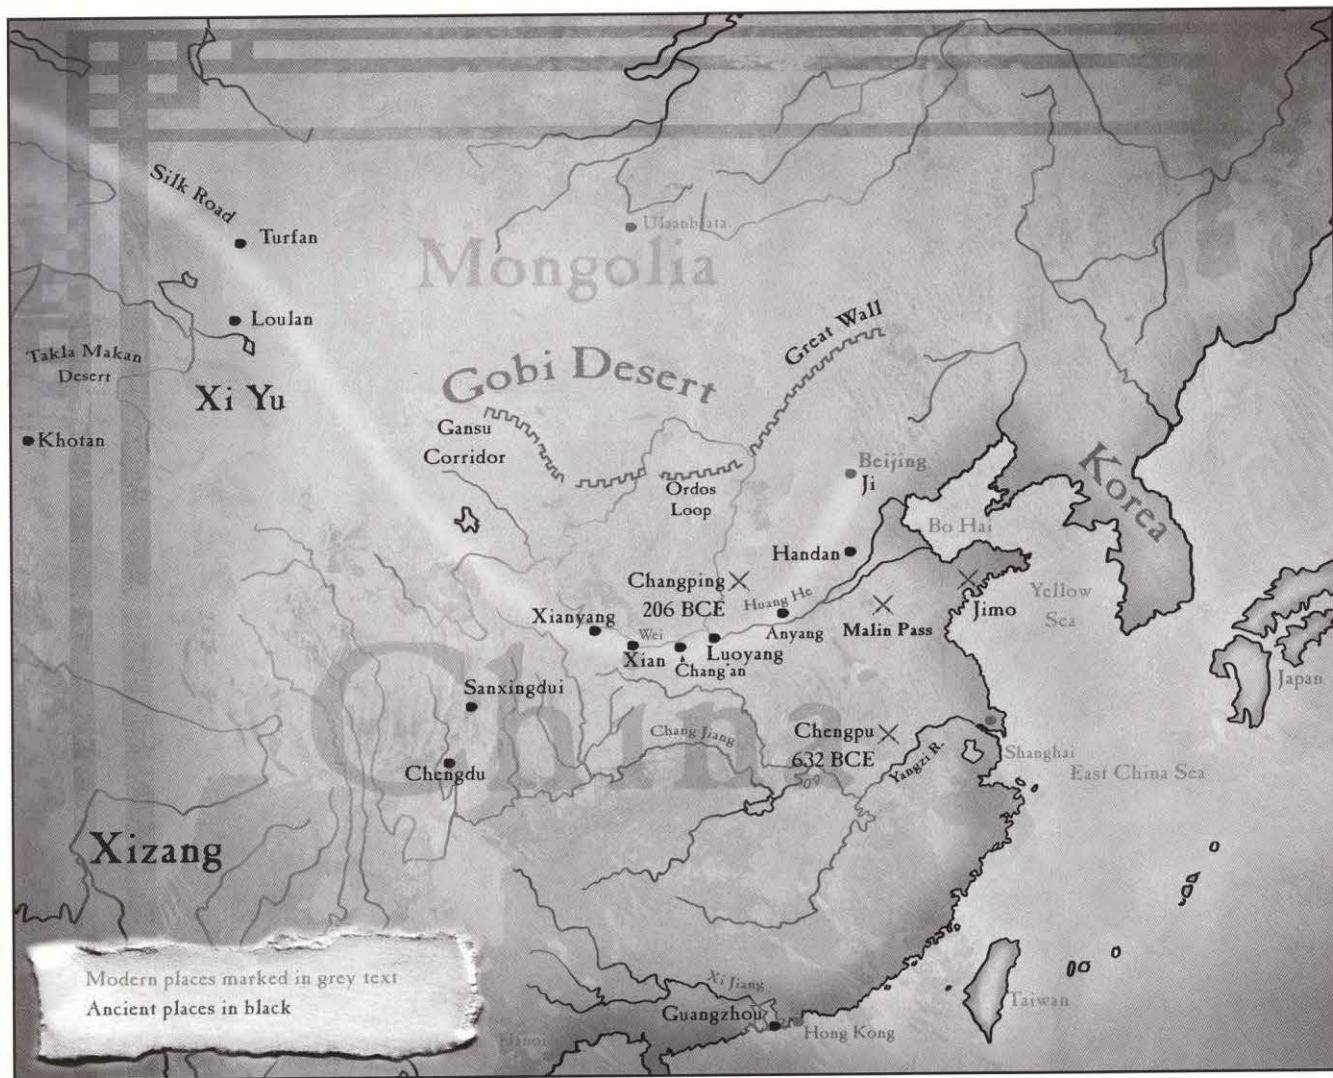 Silk Road
Turfan
Ulaanbata
Mongolia
Loulan
Great Wall
Takla Makan
Desert
Gobi Desert
Xi Yu
Gansu
Corridor
Khotan
Beijing
Ji
Korea
Ordos
Loop
Bo Hai
Handan
Changping
206 BCE
Huang He
Yellow
Sea
Jimo
Xianyang
Wei
Anyang
Malin Pass
Xian
Luoyang
Chang'an
Japan
Sanxingdui
China
Chang Jiang
Chengpu
632 BCE
Yangzi R.
Shanghai
Chengdu
East China Sea
Xizang
Modern places marked in grey text
Ancient places in black
Xi Jiang
Guangzhou
Hong Kong
Taiwan
Hanoi